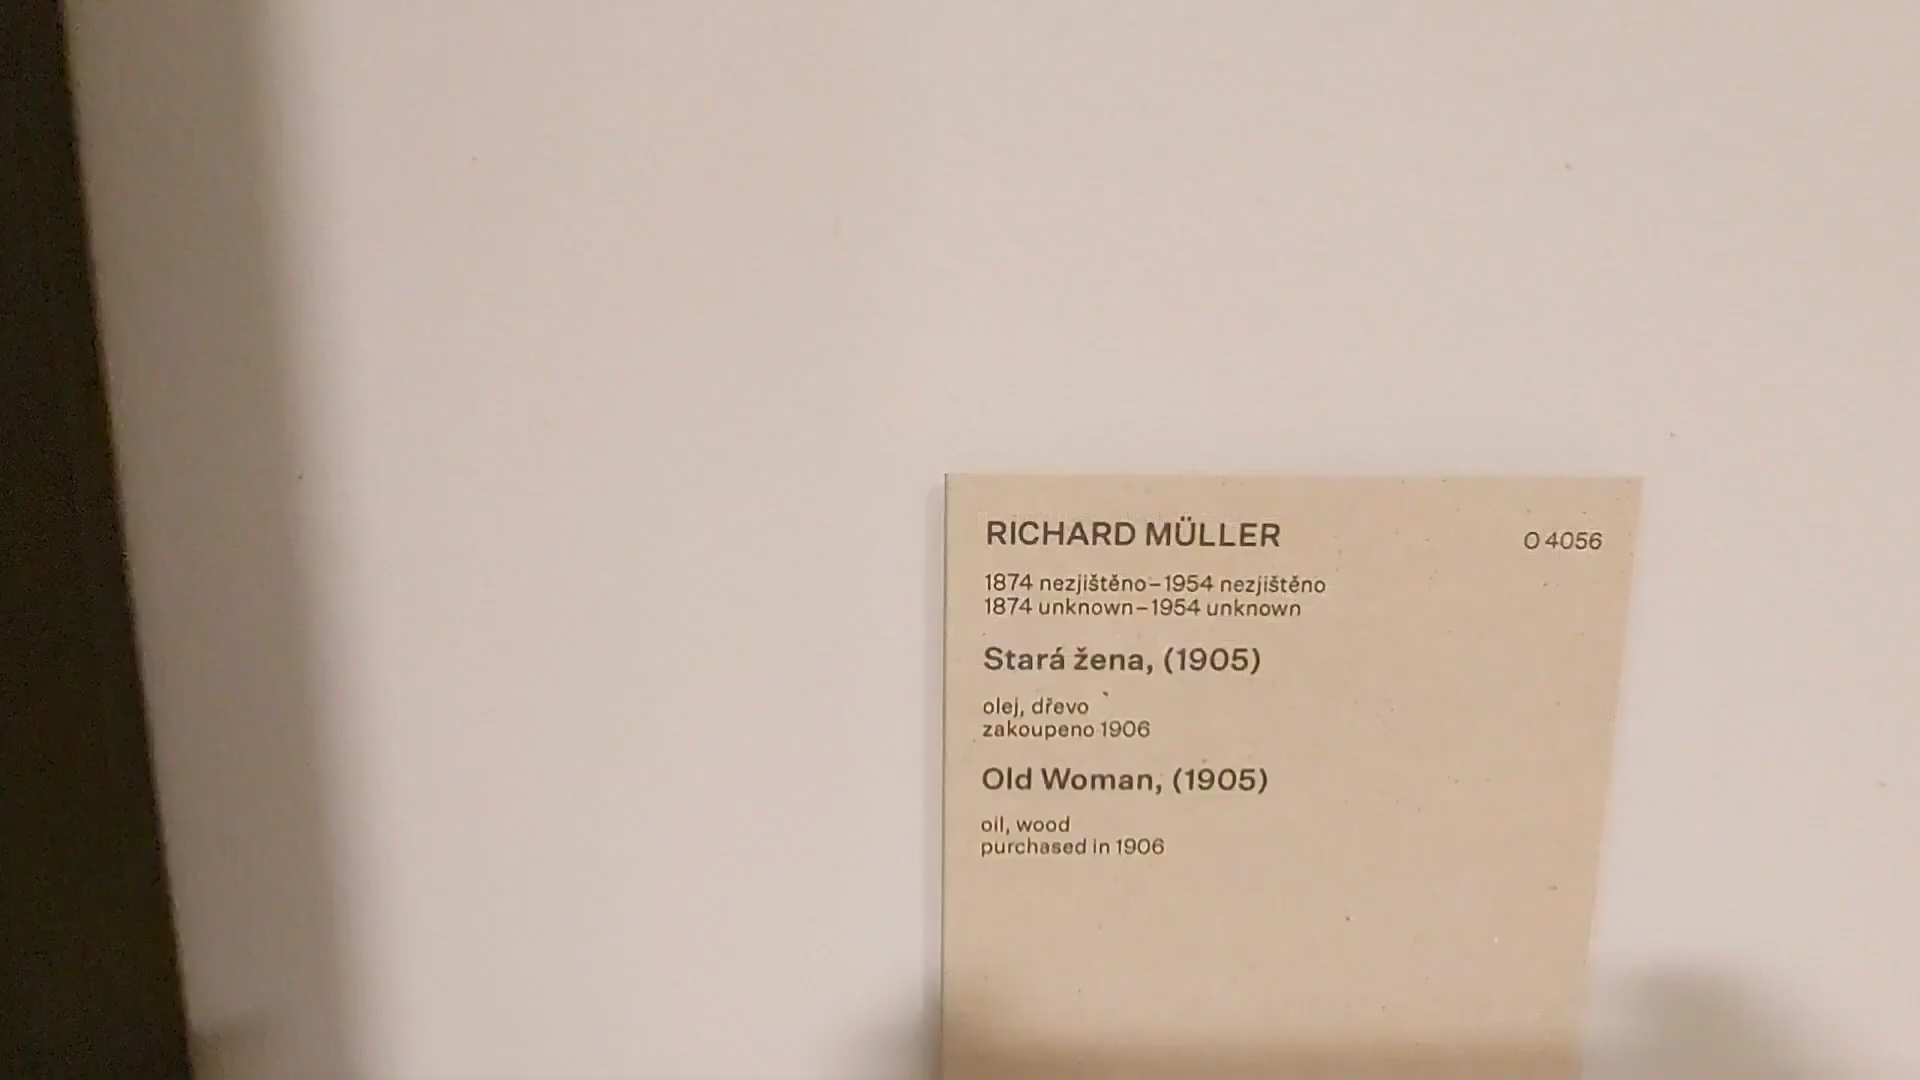 RICHARD MÜLLER O 4056
1874 nezjištěno–1954 nezjištěno
1874 unknown–1954 unknown
Stará žena, (1905)
olej, dřevo
zakoupeno 1906
Old Woman, (1905)
oil, wood
purchased in 1906